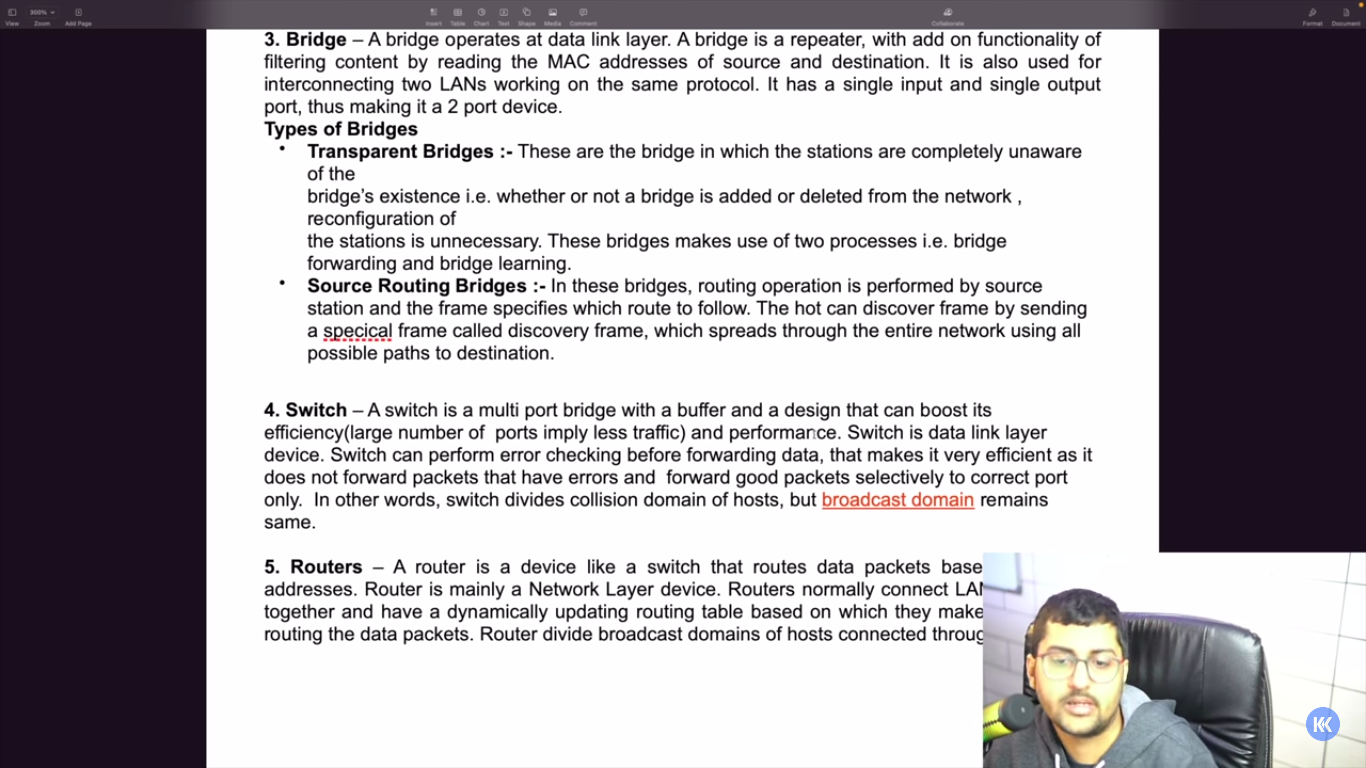 300%
View
Zoom
Add Page
Insert
Table
Chart
Text
Shape
Media
Comment
Collaborate
Format
Document
3. Bridge – A bridge operates at data link layer. A bridge is a repeater, with add on functionality of
filtering content by reading the MAC addresses of source and destination. It is also used for
interconnecting two LANs working on the same protocol. It has a single input and single output
port, thus making it a 2 port device.
Types of Bridges
• Transparent Bridges :- These are the bridge in which the stations are completely unaware
of the
bridge's existence i.e. whether or not a bridge is added or deleted from the network ,
reconfiguration of
the stations is unnecessary. These bridges makes use of two processes i.e. bridge
forwarding and bridge learning.
• Source Routing Bridges :- In these bridges, routing operation is performed by source
station and the frame specifies which route to follow. The hot can discover frame by sending
a specical frame called discovery frame, which spreads through the entire network using all
possible paths to destination.
4. Switch – A switch is a multi port bridge with a buffer and a design that can boost its
efficiency(large number of  ports imply less traffic) and performance. Switch is data link layer
device. Switch can perform error checking before forwarding data, that makes it very efficient as it
does not forward packets that have errors and  forward good packets selectively to correct port
only.  In other words, switch divides collision domain of hosts, but broadcast domain remains
same.
5. Routers – A router is a device like a switch that routes data packets base
addresses. Router is mainly a Network Layer device. Routers normally connect LA
together and have a dynamically updating routing table based on which they make
routing the data packets. Router divide broadcast domains of hosts connected throug